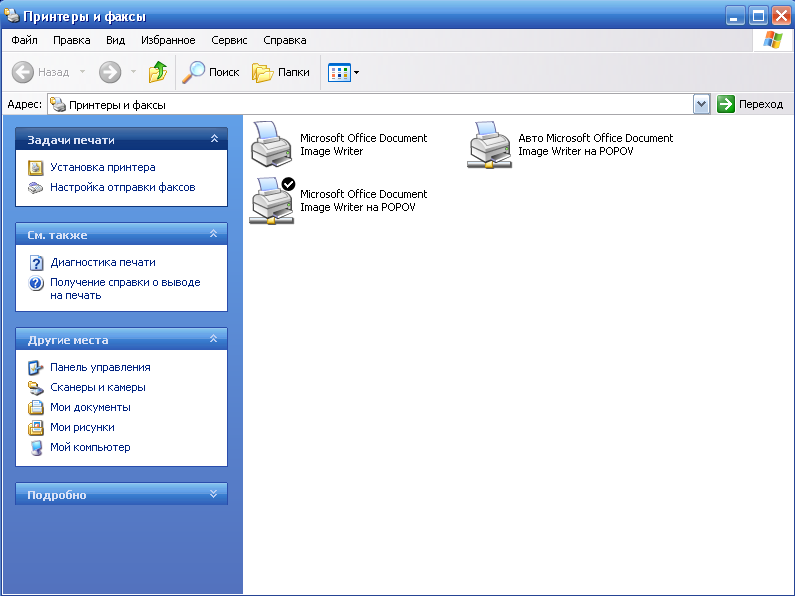 Принтеры и факсы
Файл Правка Вид Избранное Сервис Справка
Назад Поиск Папки
Адрес: Принтеры и факсы Переход
Задачи печати
Установка принтера
Настройка отправки факсов
См. также
Диагностика печати
Получение справки о выводе
на печать
Другие места
Панель управления
Сканеры и камеры
Мои документы
Мои рисунки
Мой компьютер
Подробно
Microsoft Office Document
Image Writer
Авто Microsoft Office Document
Image Writer на POPOV
Microsoft Office Document
Image Writer на POPOV